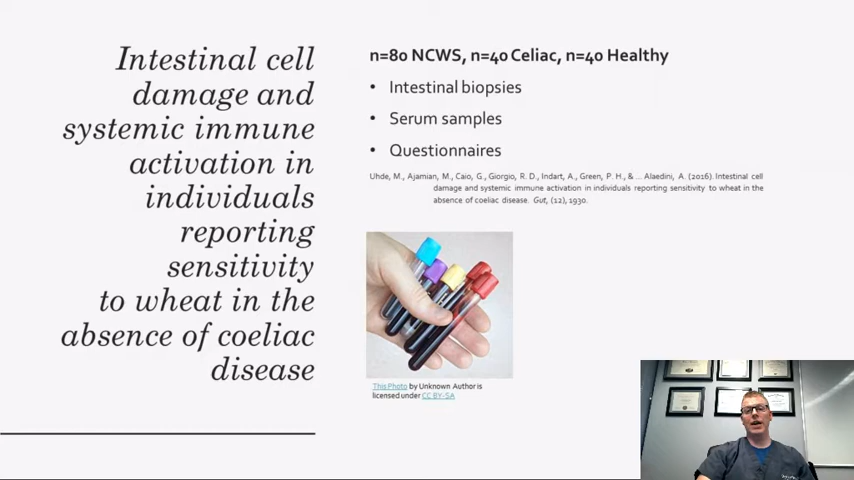 Intestinal cell
damage and
systemic immune
activation in
individuals
reporting
sensitivity
to wheat in the
absence of coeliac
disease
n=80 NCWS, n=40 Celiac, n=40 Healthy
• Intestinal biopsies
• Serum samples
• Questionnaires
Uhde, M., Ajamian, M., Caio, G., Giorgio, R. D., Indart, A., Green, P. H., & ... Alaedini, A. (2016). Intestinal cell
damage and systemic immune activation in individuals reporting sensitivity to wheat in the
absence of coeliac disease. Gut, (12), 1930.
This Photo by Unknown Author is
licensed under CC BY-SA